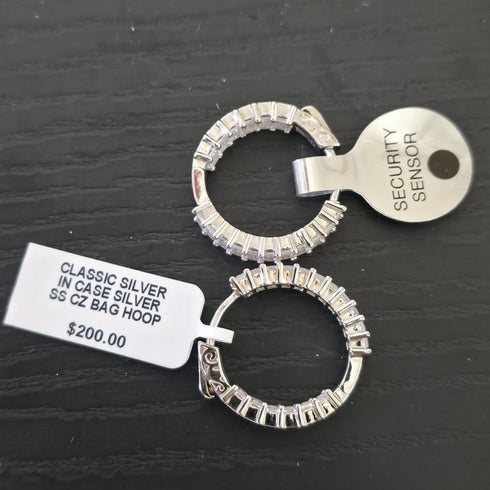 SECURITY
SENSOR
CLASSIC SILVER
IN CASE SILVER
SS CZ BAG HOOP
$200.00